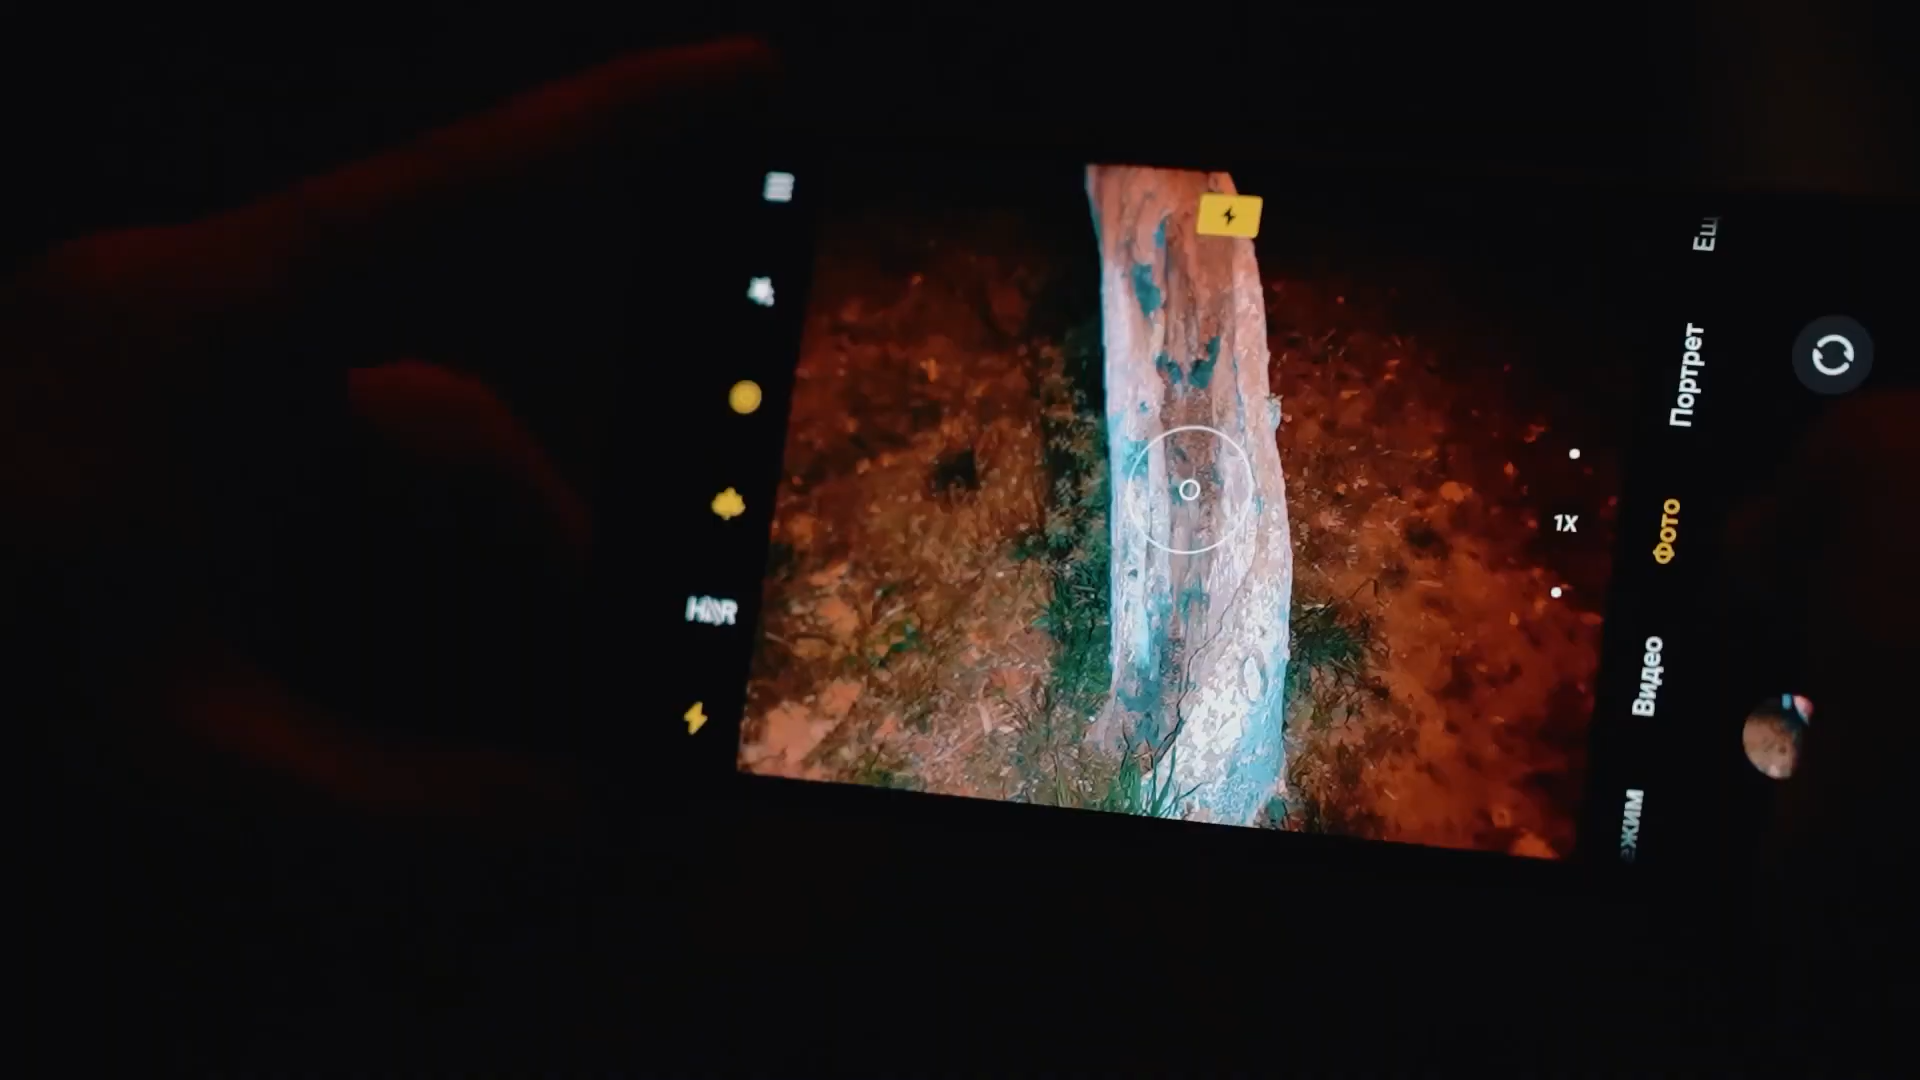 HDR
1X
Ещ
Портрет
Фото
Видео
ежим